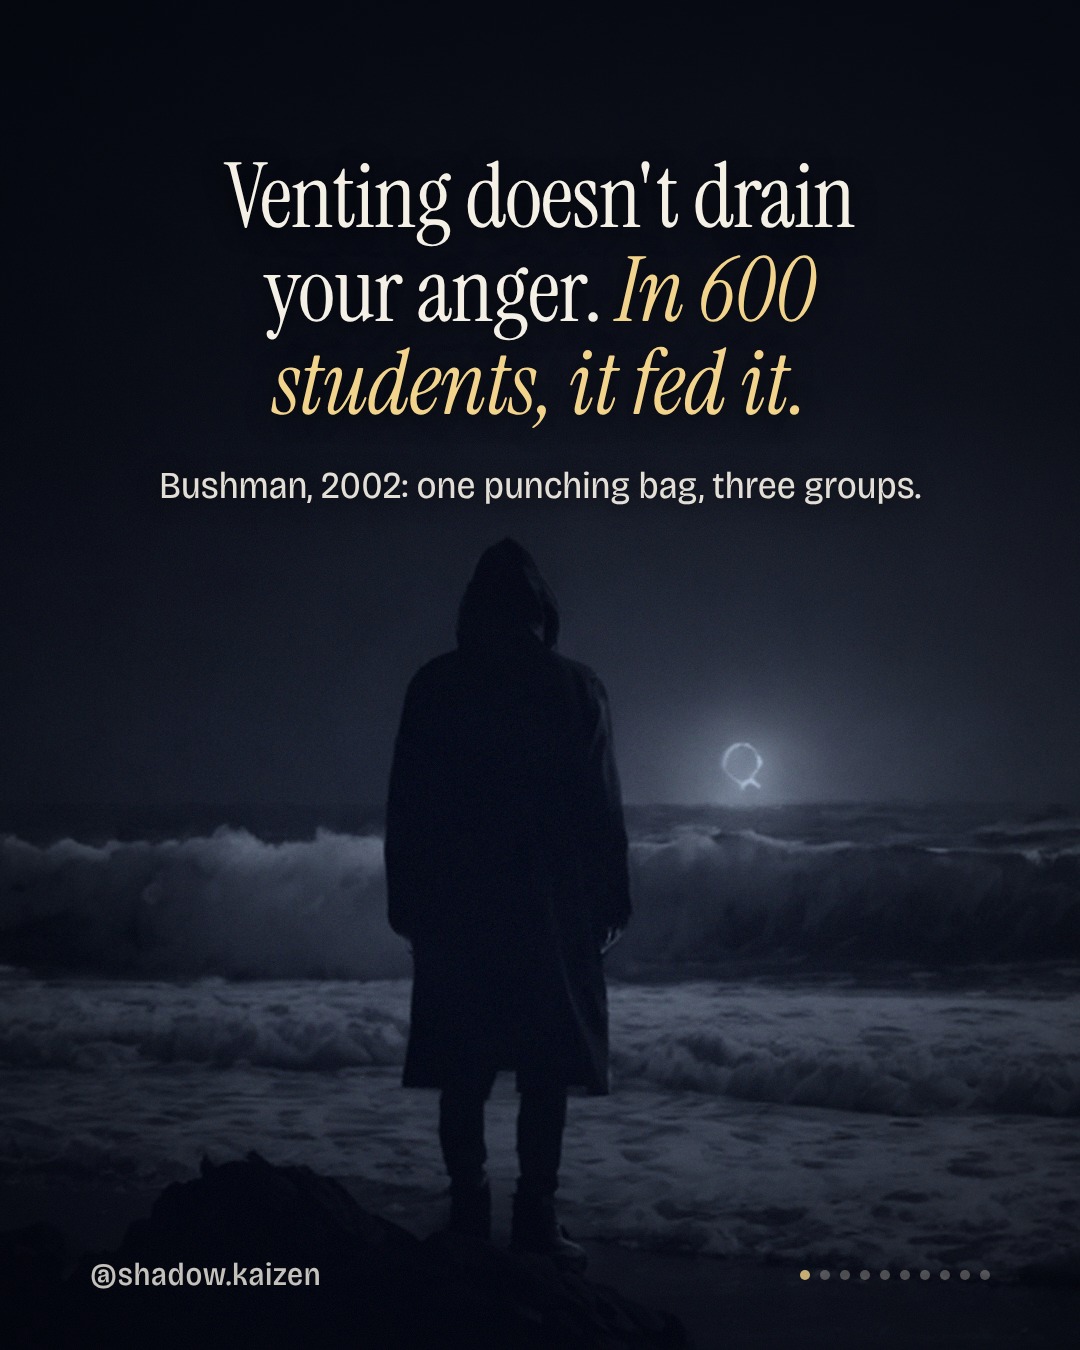 Venting doesn't drain
your anger. In 600
students, it fed it.
Bushman, 2002: one punching bag, three groups.
@shadow.kaizen